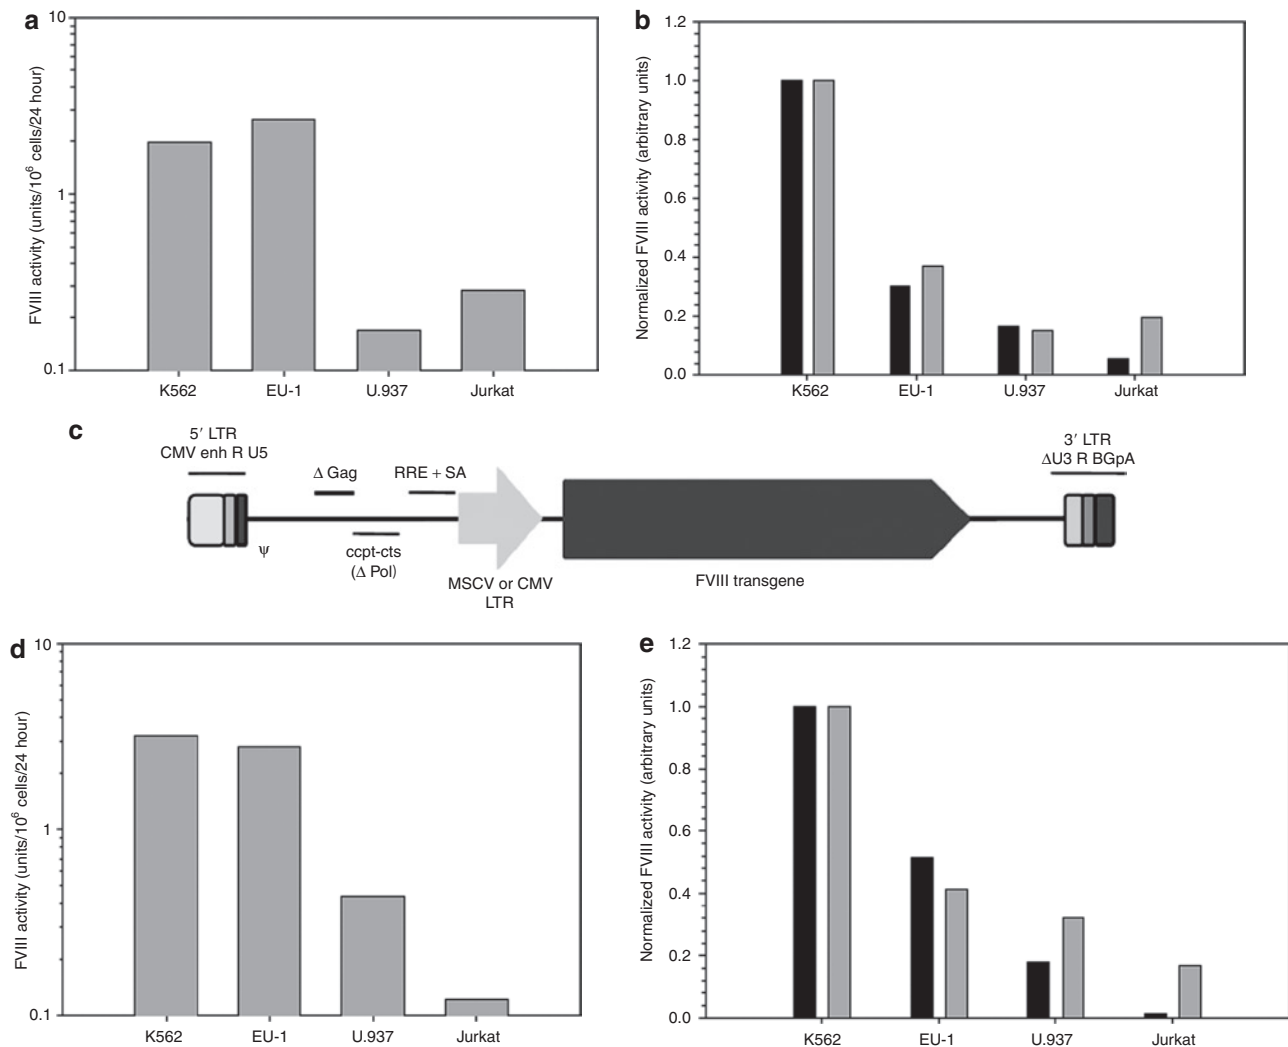 a
10
1
0.1
FVIII activity (units/10⁶ cells/24 hour)
K562 EU-1 U.937 Jurkat
b
1.2
1.0
0.8
0.6
0.4
0.2
0.0
Normalized FVIII activity (arbitrary units)
K562 EU-1 U.937 Jurkat
c
5′ LTR
CMV enh R U5
Δ Gag
RRE + SA
3′ LTR
ΔU3 R BGpA
ψ
ccpt-cts
(Δ Pol)
MSCV or CMV
LTR
FVIII transgene
d
10
1
0.1
FVIII activity (units/10⁶ cells/24 hour)
K562 EU-1 U.937 Jurkat
e
1.2
1.0
0.8
0.6
0.4
0.2
0.0
Normalized FVIII activity (arbitrary units)
K562 EU-1 U.937 Jurkat